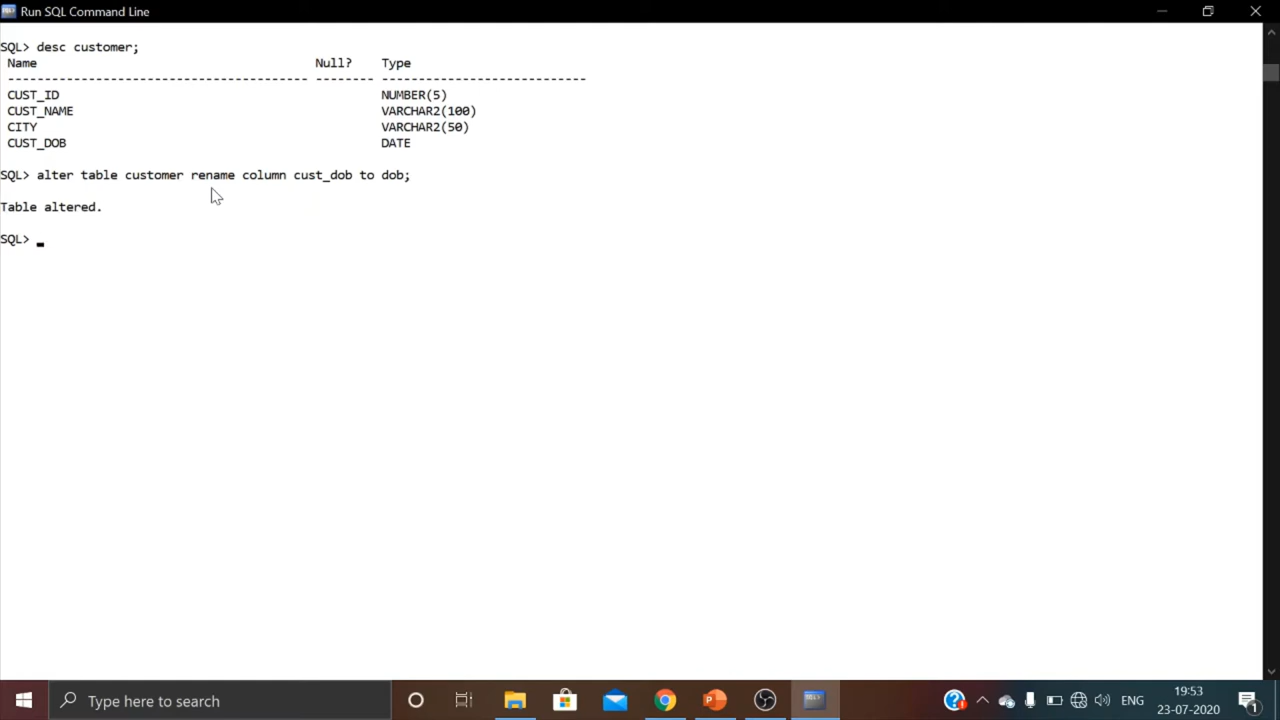 Run SQL Command Line
SQL> desc customer;
Name Null? Type
----------------------------------------- -------- ----------------------------
CUST_ID NUMBER(5)
CUST_NAME VARCHAR2(100)
CITY VARCHAR2(50)
CUST_DOB DATE
SQL> alter table customer rename column cust_dob to dob;
Table altered.
SQL>
Type here to search
ENG
19:53
23-07-2020
1